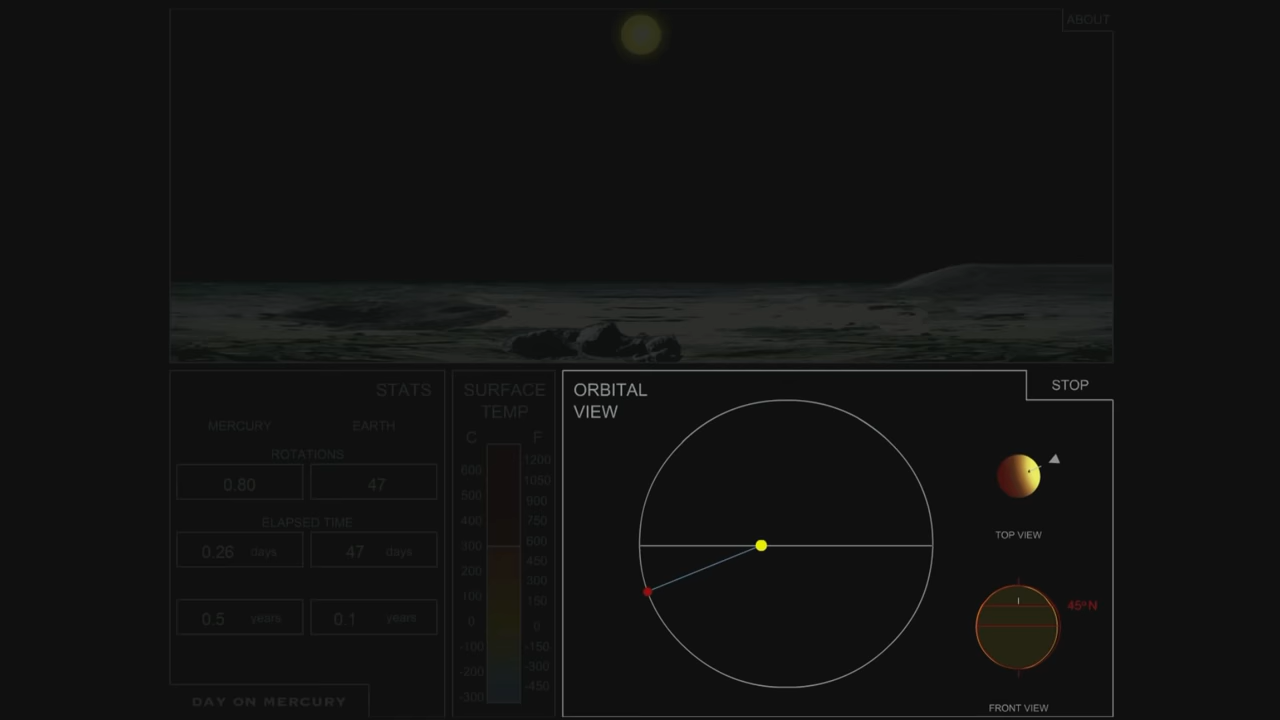 ABOUT
STATS
MERCURY EARTH
ROTATIONS
0.80 47
ELAPSED TIME
0.26 days 47 days
0.5 years 0.1 years
DAY ON MERCURY
SURFACE
TEMP
C F
600 1200
500 1050
400 900
300 750
200 600
100 450
0 300
-100 150
-200 0
-300 -150
-300
-450
ORBITAL
VIEW
STOP
TOP VIEW
45ºN
FRONT VIEW